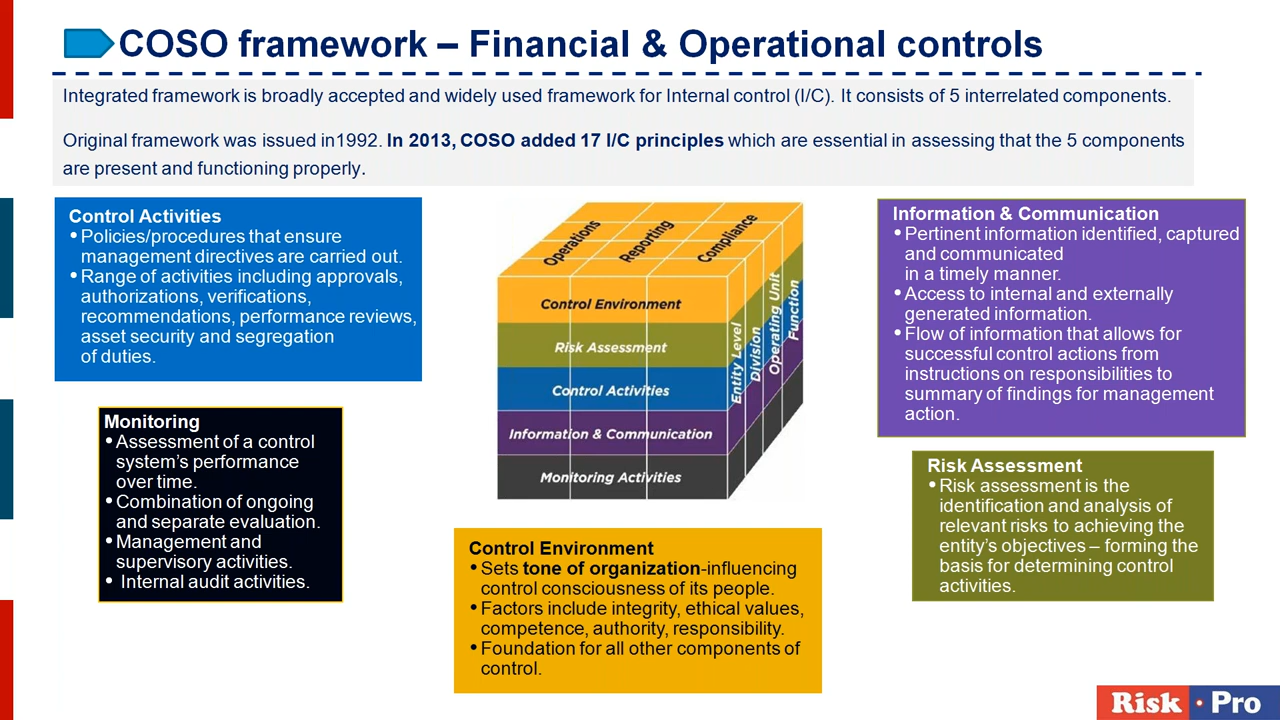 COSO framework – Financial & Operational controls
Integrated framework is broadly accepted and widely used framework for Internal control (I/C). It consists of 5 interrelated components.
Original framework was issued in1992. In 2013, COSO added 17 I/C principles which are essential in assessing that the 5 components
are present and functioning properly.
Control Activities
• Policies/procedures that ensure
management directives are carried out.
• Range of activities including approvals,
authorizations, verifications,
recommendations, performance reviews,
asset security and segregation
of duties.
Monitoring
• Assessment of a control
system's performance
over time.
• Combination of ongoing
and separate evaluation.
• Management and
supervisory activities.
• Internal audit activities.
Operations
Reporting
Compliance
Control Environment
Risk Assessment
Control Activities
Information & Communication
Monitoring Activities
Entity Level
Division
Operating Unit
Function
Control Environment
• Sets tone of organization-influencing
control consciousness of its people.
• Factors include integrity, ethical values,
competence, authority, responsibility.
• Foundation for all other components of
control.
Information & Communication
• Pertinent information identified, captured
and communicated
in a timely manner.
• Access to internal and externally
generated information.
• Flow of information that allows for
successful control actions from
instructions on responsibilities to
summary of findings for management
action.
Risk Assessment
• Risk assessment is the
identification and analysis of
relevant risks to achieving the
entity's objectives – forming the
basis for determining control
activities.
Risk • Pro